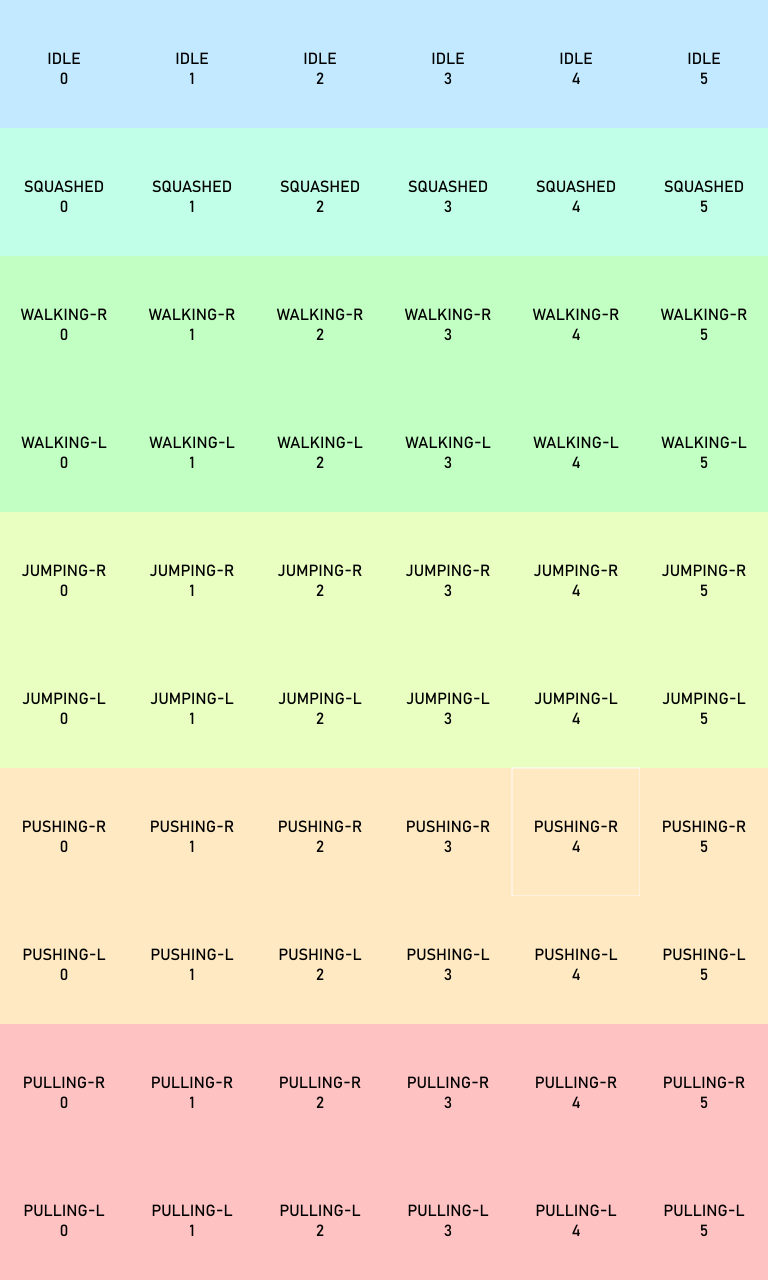 IDLE IDLE IDLE IDLE IDLE IDLE
0 1 2 3 4 5
SQUASHED SQUASHED SQUASHED SQUASHED SQUASHED SQUASHED
0 1 2 3 4 5
WALKING-R WALKING-R WALKING-R WALKING-R WALKING-R WALKING-R
0 1 2 3 4 5
WALKING-L WALKING-L WALKING-L WALKING-L WALKING-L WALKING-L
0 1 2 3 4 5
JUMPING-R JUMPING-R JUMPING-R JUMPING-R JUMPING-R JUMPING-R
0 1 2 3 4 5
JUMPING-L JUMPING-L JUMPING-L JUMPING-L JUMPING-L JUMPING-L
0 1 2 3 4 5
PUSHING-R PUSHING-R PUSHING-R PUSHING-R PUSHING-R PUSHING-R
0 1 2 3 4 5
PUSHING-L PUSHING-L PUSHING-L PUSHING-L PUSHING-L PUSHING-L
0 1 2 3 4 5
PULLING-R PULLING-R PULLING-R PULLING-R PULLING-R PULLING-R
0 1 2 3 4 5
PULLING-L PULLING-L PULLING-L PULLING-L PULLING-L PULLING-L
0 1 2 3 4 5